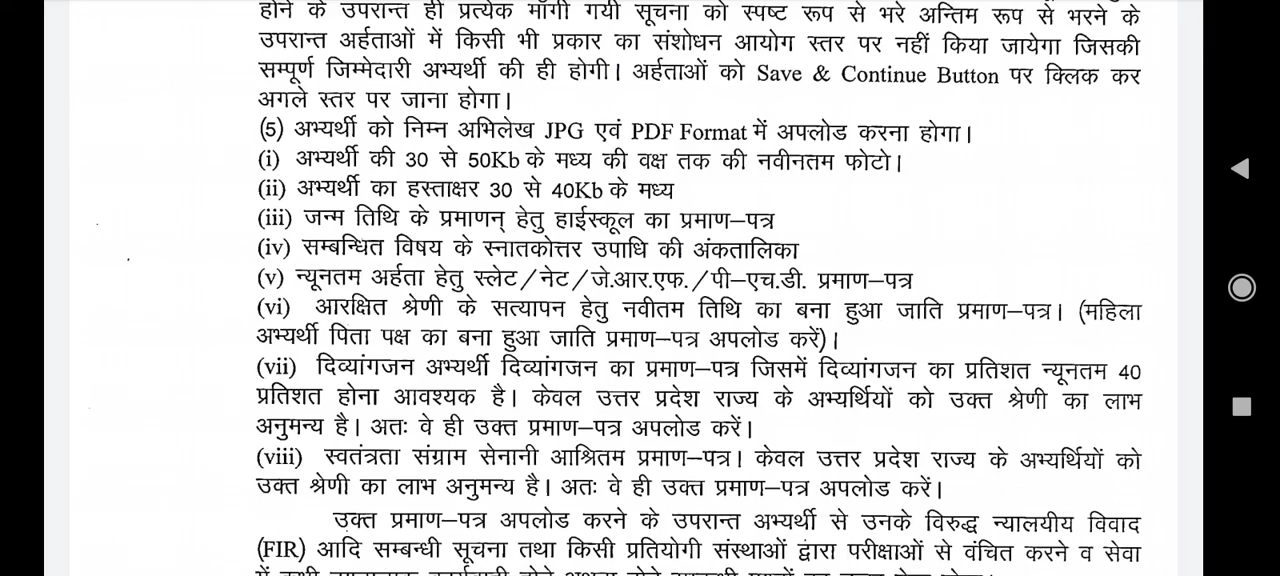 होने के उपरान्त ही प्रत्येक माँगी गयी सूचना को स्पष्ट रूप से भरे अन्तिम रूप से भरने के
उपरान्त अर्हताओं में किसी भी प्रकार का संशोधन आयोग स्तर पर नहीं किया जायेगा जिसकी
सम्पूर्ण जिम्मेदारी अभ्यर्थी की ही होगी। अर्हताओं को Save & Continue Button पर क्लिक कर
अगले स्तर पर जाना होगा।
(5) अभ्यर्थी को निम्न अभिलेख JPG एवं PDF Format में अपलोड करना होगा।
(i) अभ्यर्थी की 30 से 50Kb के मध्य की वक्ष तक की नवीनतम फोटो।
(ii) अभ्यर्थी का हस्ताक्षर 30 से 40Kb के मध्य
(iii) जन्म तिथि के प्रमाणन् हेतु हाईस्कूल का प्रमाण–पत्र
(iv) सम्बन्धित विषय के स्नातकोत्तर उपाधि की अंकतालिका
(v) न्यूनतम अर्हता हेतु स्लेट/नेट/जे.आर.एफ./पी–एच.डी. प्रमाण–पत्र
(vi) आरक्षित श्रेणी के सत्यापन हेतु नवीतम तिथि का बना हुआ जाति प्रमाण–पत्र। (महिला
अभ्यर्थी पिता पक्ष का बना हुआ जाति प्रमाण–पत्र अपलोड करें)।
(vii) दिव्यांगजन अभ्यर्थी दिव्यांगजन का प्रमाण–पत्र जिसमें दिव्यांगजन का प्रतिशत न्यूनतम 40
प्रतिशत होना आवश्यक है। केवल उत्तर प्रदेश राज्य के अभ्यर्थियों को उक्त श्रेणी का लाभ
अनुमन्य है। अतः वे ही उक्त प्रमाण–पत्र अपलोड करें।
(viii) स्वतंत्रता संग्राम सेनानी आश्रितम प्रमाण–पत्र। केवल उत्तर प्रदेश राज्य के अभ्यर्थियों को
उक्त श्रेणी का लाभ अनुमन्य है। अतः वे ही उक्त प्रमाण–पत्र अपलोड करें।
उक्त प्रमाण–पत्र अपलोड करने के उपरान्त अभ्यर्थी से उनके विरुद्ध न्यालयीय विवाद
(FIR) आदि सम्बन्धी सूचना तथा किसी प्रतियोगी संस्थाओं द्वारा परीक्षाओं से वंचित करने व सेवा